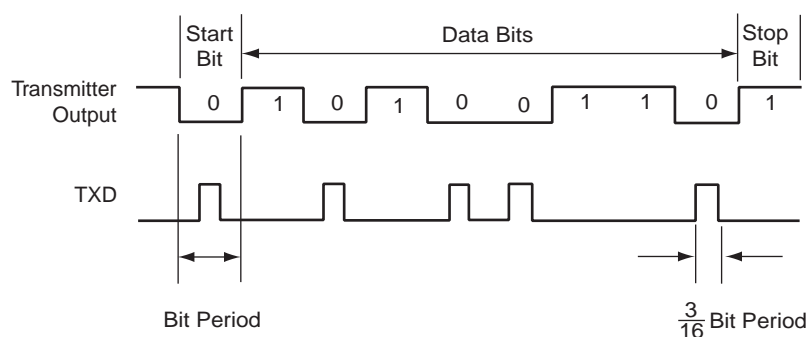 Start
Bit
Data Bits
Stop
Bit
Transmitter
Output
0 1 0 1 0 0 1 1 0 1
TXD
Bit Period
3
16 Bit Period